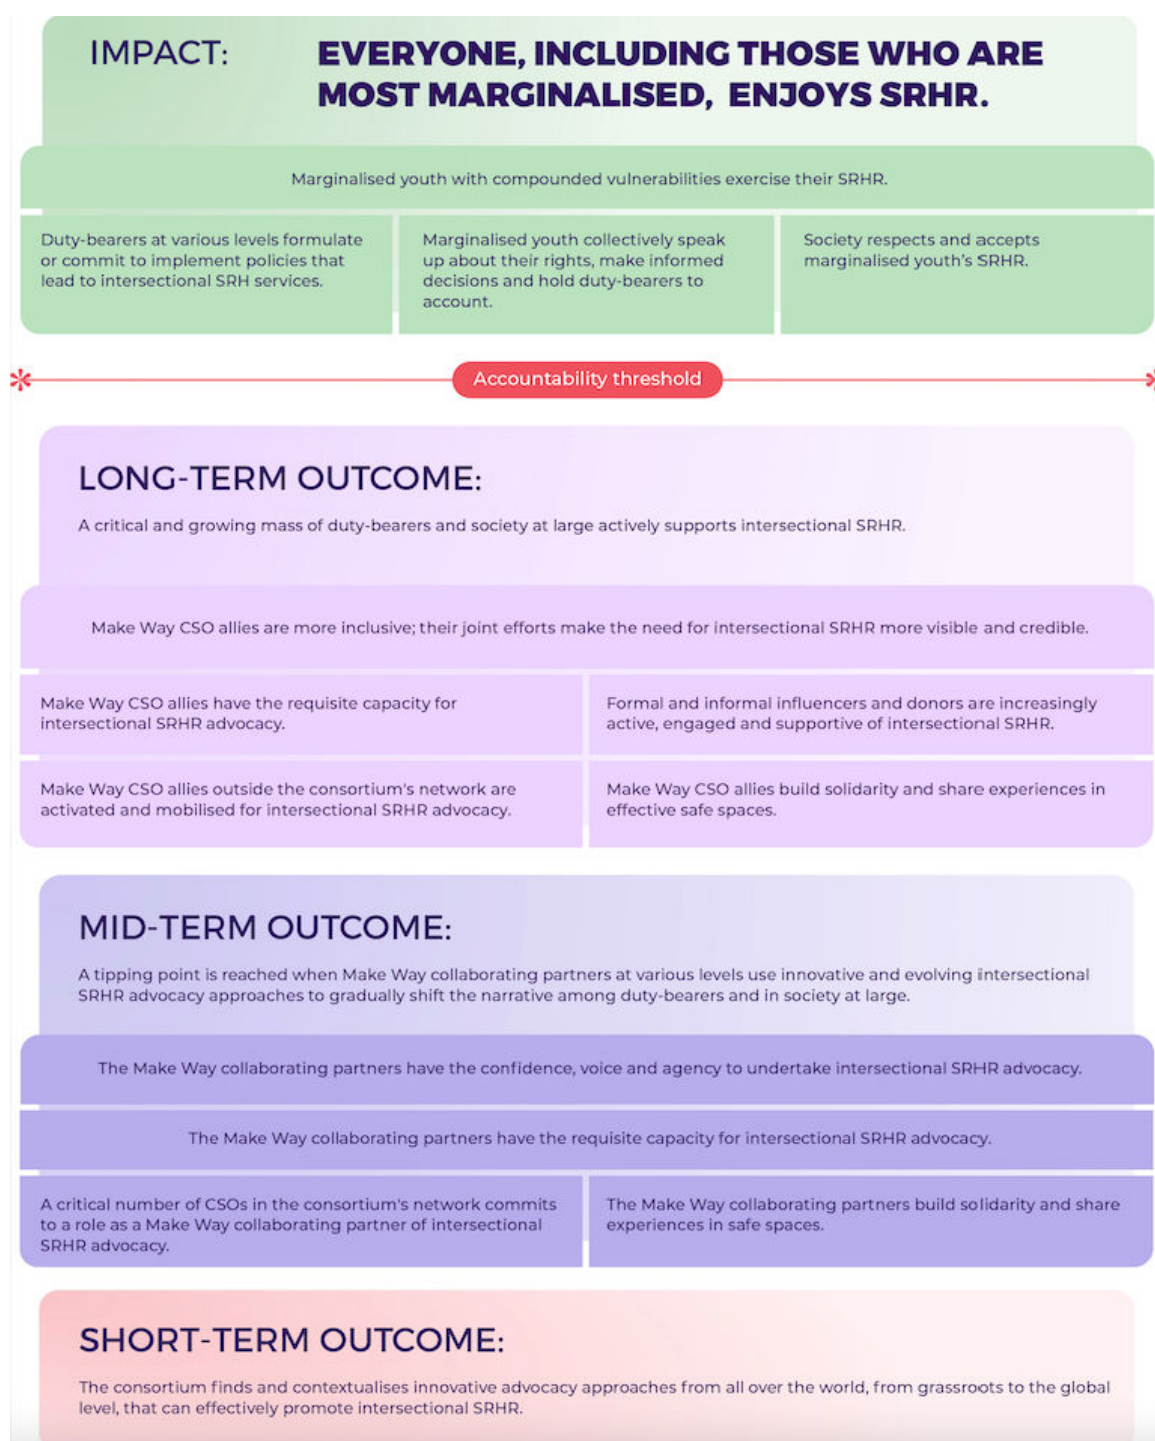 IMPACT:
EVERYONE, INCLUDING THOSE WHO ARE
MOST MARGINALISED, ENJOYS SRHR.
Marginalised youth with compounded vulnerabilities exercise their SRHR.
Duty-bearers at various levels formulate
or commit to implement policies that
lead to intersectional SRH services.
Marginalised youth collectively speak
up about their rights, make informed
decisions and hold duty-bearers to
account.
Society respects and accepts
marginalised youth's SRHR.
Accountability threshold
LONG-TERM OUTCOME:
A critical and growing mass of duty-bearers and society at large actively supports intersectional SRHR.
Make Way CSO allies are more inclusive; their joint efforts make the need for intersectional SRHR more visible and credible.
Make Way CSO allies have the requisite capacity for
intersectional SRHR advocacy.
Formal and informal influencers and donors are increasingly
active, engaged and supportive of intersectional SRHR.
Make Way CSO allies outside the consortium's network are
activated and mobilised for intersectional SRHR advocacy.
Make Way CSO allies build solidarity and share experiences in
effective safe spaces.
MID-TERM OUTCOME:
A tipping point is reached when Make Way collaborating partners at various levels use innovative and evolving intersectional
SRHR advocacy approaches to gradually shift the narrative among duty-bearers and in society at large.
The Make Way collaborating partners have the confidence, voice and agency to undertake intersectional SRHR advocacy.
The Make Way collaborating partners have the requisite capacity for intersectional SRHR advocacy.
A critical number of CSOs in the consortium's network commits
to a role as a Make Way collaborating partner of intersectional
SRHR advocacy.
The Make Way collaborating partners build solidarity and share
experiences in safe spaces.
SHORT-TERM OUTCOME:
The consortium finds and contextualises innovative advocacy approaches from all over the world, from grassroots to the global
level, that can effectively promote intersectional SRHR.